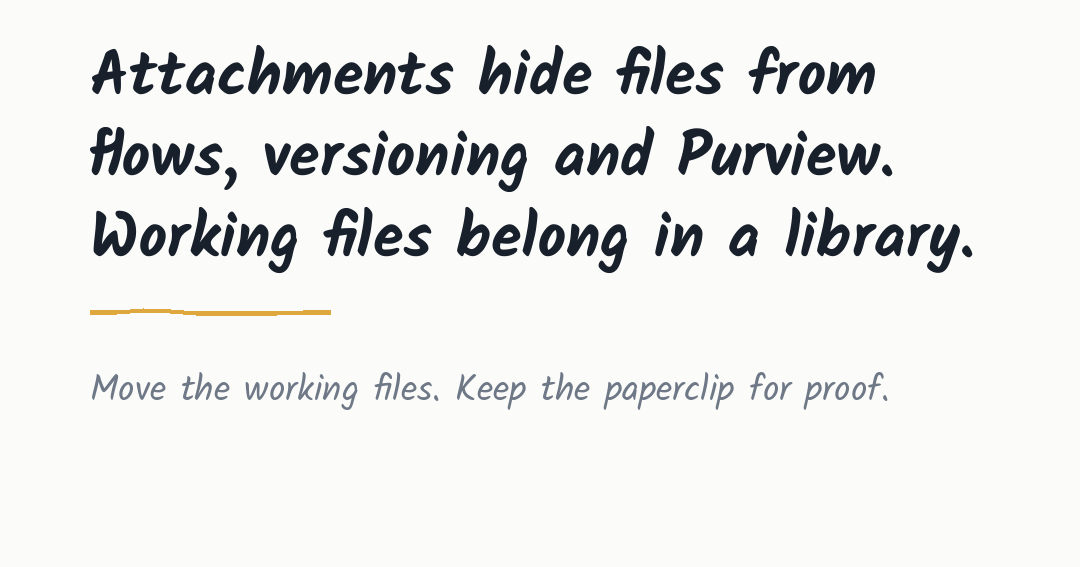 Attachments hide files from
flows, versioning and Purview.
Working files belong in a library.
Move the working files. Keep the paperclip for proof.